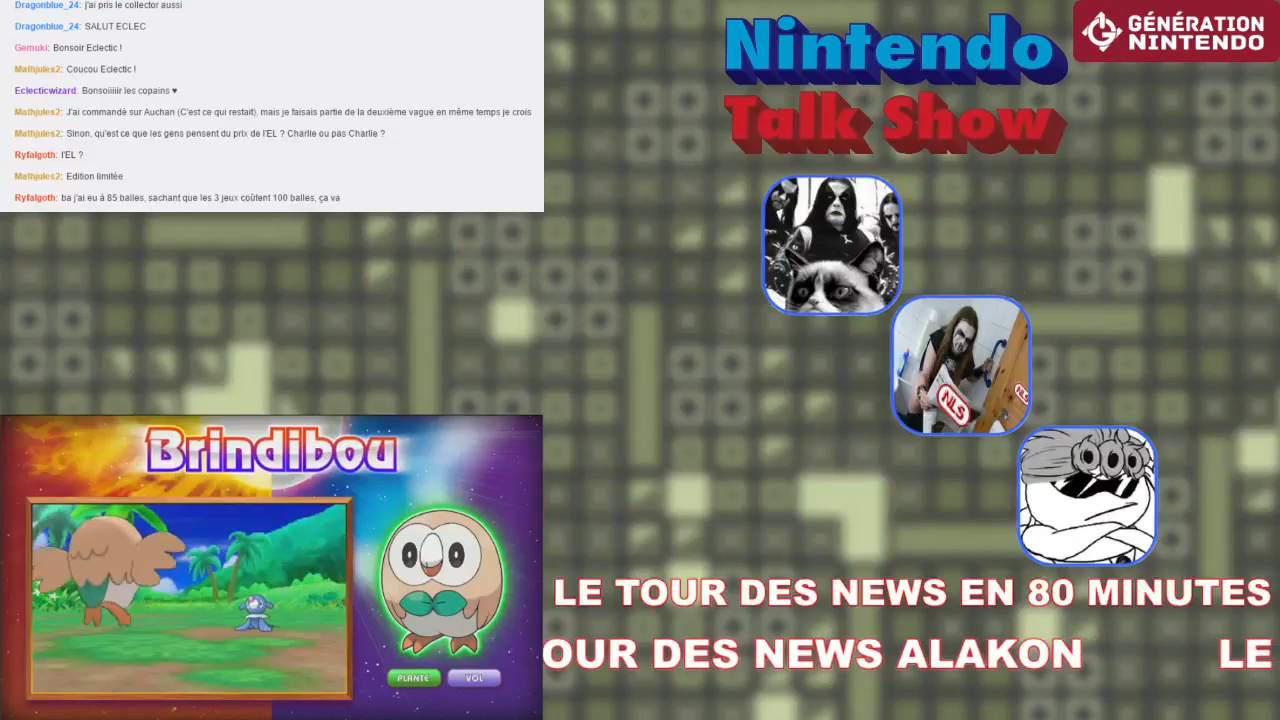 Dragonblue_24: j'ai pris le collector aussi
Dragonblue_24: SALUT ECLEC
Gemuki: Bonsoir Eclectic !
Mathjules2: Coucou Eclectic !
Eclecticwizard: Bonsoiiiiir les copains ♥
Mathjules2: J'ai commandé sur Auchan (C'est ce qui restait), mais je faisais partie de la deuxième vague en même temps je crois
Mathjules2: Sinon, qu'est ce que les gens pensent du prix de l'EL ? Charlie ou pas Charlie ?
Ryfalgoth: l'EL ?
Mathjules2: Edition limitée
Ryfalgoth: ba j'ai eu à 85 balles, sachant que les 3 jeux coûtent 100 balles, ça va
Nintendo
Talk Show
GÉNÉRATION
NINTENDO
NLS
NLS
Brindibou
PLANTE
VOL
LE TOUR DES NEWS EN 80 MINUTES
OUR DES NEWS ALAKON LE